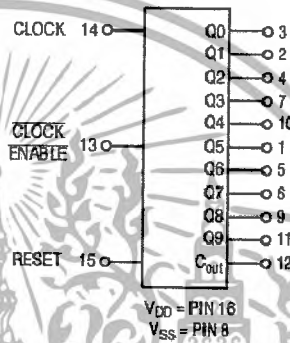 CLOCK 14 Q0 3
Q1 2
Q2 4
Q3 7
Q4 10
CLOCK ENABLE 13 Q5 1
Q6 5
Q7 6
Q8 9
Q9 11
RESET 15 Cout 12
VDD = PIN 16
VSS = PIN 8